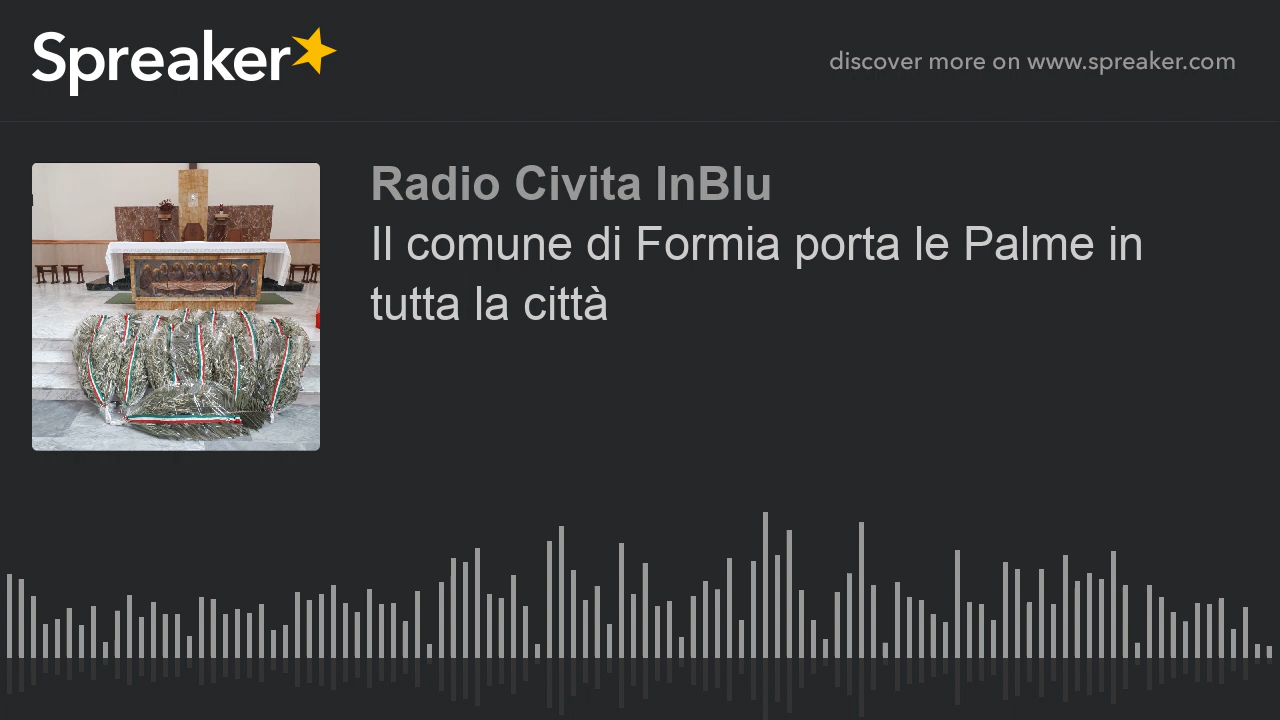 Spreaker
discover more on www.spreaker.com
Radio Civita InBlu
Il comune di Formia porta le Palme in
tutta la città